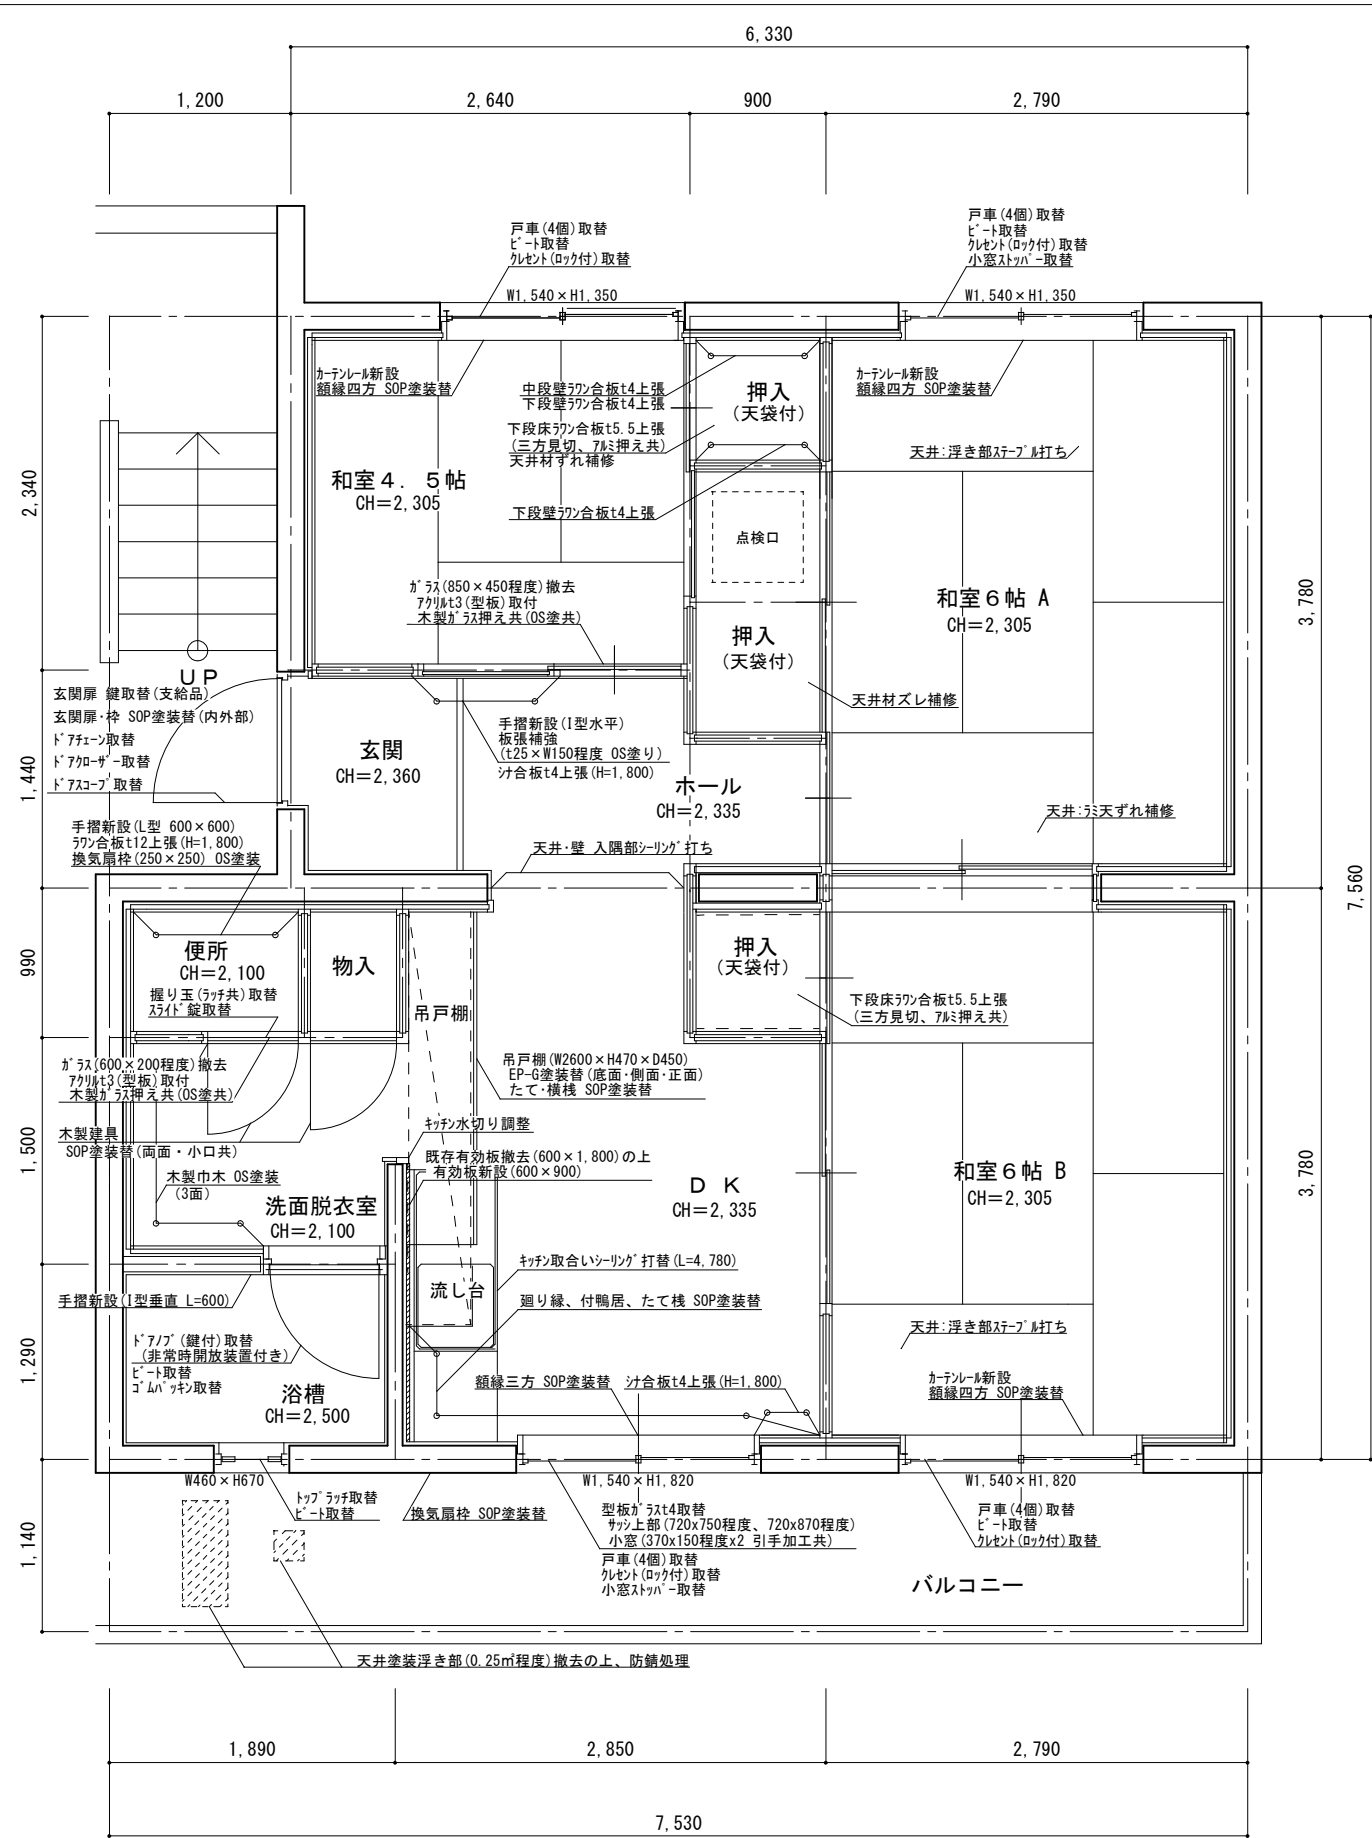 6,330
1,200
2,640
900
2,790
戸車(4個)取替
ビート取替
クレセント(ロック付)取替
W1,540×H1,350
戸車(4個)取替
ビート取替
クレセント(ロック付)取替
小窓ストッパー取替
W1,540×H1,350
カーテンレール新設
額縁四方 SOP塗装替
中段壁ラワン合板t4上張
下段壁ラワン合板t4上張
下段床ラワン合板t5.5上張
(三方見切、アルミ押え共)
天井材ずれ補修
押入
(天袋付)
カーテンレール新設
額縁四方 SOP塗装替
天井:浮き部ステープル打ち
和室4.5帖
CH=2,305
下段壁ラワン合板t4上張
点検口
2,340
ガラス(850×450程度)撤去
アクリルt3(型板)取付
木製ガラス押え共(OS塗共)
押入
(天袋付)
和室6帖 A
CH=2,305
3,780
天井材ズレ補修
UP
玄関扉 鍵取替(支給品)
玄関扉・枠 SOP塗装替(内外部)
ドアチェーン取替
ドアクローザー取替
ドアスコープ取替
玄関
CH=2,360
手摺新設(I型水平)
板張補強
(t25×W150程度 OS塗り)
シナ合板t4上張(H=1,800)
ホール
CH=2,335
1,440
天井:ラミ天ずれ補修
手摺新設(L型 600×600)
ラワン合板t12上張(H=1,800)
換気扇枠(250×250) OS塗装
天井・壁 入隅部シーリング打ち
7,560
便所
CH=2,100
握り玉(ラッチ共)取替
スライド錠取替
物入
吊戸棚
押入
(天袋付)
990
下段床ラワン合板t5.5上張
(三方見切、アルミ押え共)
ガラス(600×200程度)撤去
アクリルt3(型板)取付
木製ガラス押え共(OS塗共)
吊戸棚(W2600×H470×D450)
EP-G塗装替(底面・側面・正面)
たて・横桟 SOP塗装替
木製建具
SOP塗装替(両面・小口共)
キッチン水切り調整
既存有効板撤去(600×1,800)の上
有効板新設(600×900)
1,500
木製巾木 OS塗装
(3面)
洗面脱衣室
CH=2,100
DK
CH=2,335
和室6帖 B
CH=2,305
3,780
キッチン取合いシーリング打替(L=4,780)
流し台
廻り縁、付鴨居、たて桟 SOP塗装替
手摺新設(I型垂直 L=600)
1,290
ドアノブ(鍵付)取替
(非常時開放装置付き)
ビート取替
ゴムパッキン取替
浴槽
CH=2,500
額縁三方 SOP塗装替
シナ合板t4上張(H=1,800)
天井:浮き部ステープル打ち
カーテンレール新設
額縁四方 SOP塗装替
W460×H670
トップラッチ取替
ビート取替
換気扇枠 SOP塗装替
W1,540×H1,820
型板ガラスt4取替
サッシ上部(720x750程度、720x870程度)
小窓(370x150程度x2 引手加工共)
戸車(4個)取替
クレセント(ロック付)取替
小窓ストッパー取替
W1,540×H1,820
戸車(4個)取替
ビート取替
クレセント(ロック付)取替
1,140
バルコニー
天井塗装浮き部(0.25㎡程度)撤去の上、防錆処理
1,890
2,850
2,790
7,530